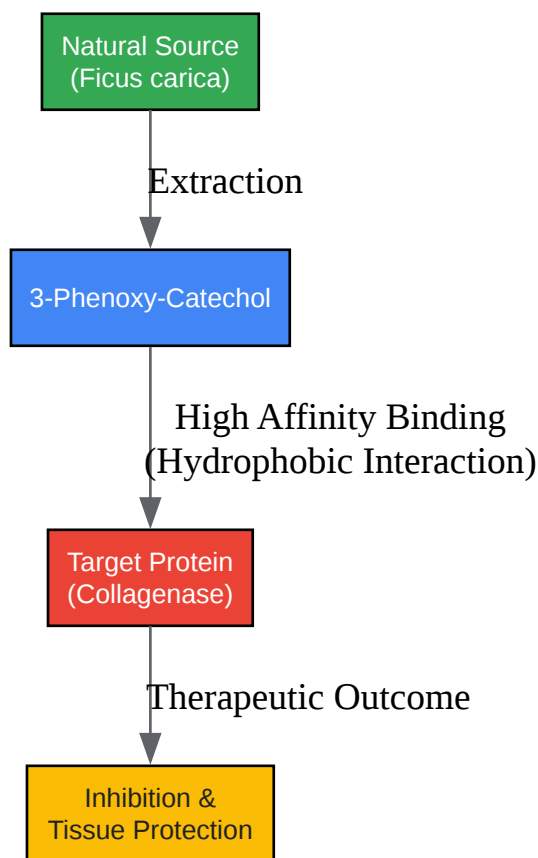 Natural Source
(Ficus carica)
Extraction
3-Phenoxy-Catechol
High Affinity Binding
(Hydrophobic Interaction)
Target Protein
(Collagenase)
Therapeutic Outcome
Inhibition &
Tissue Protection